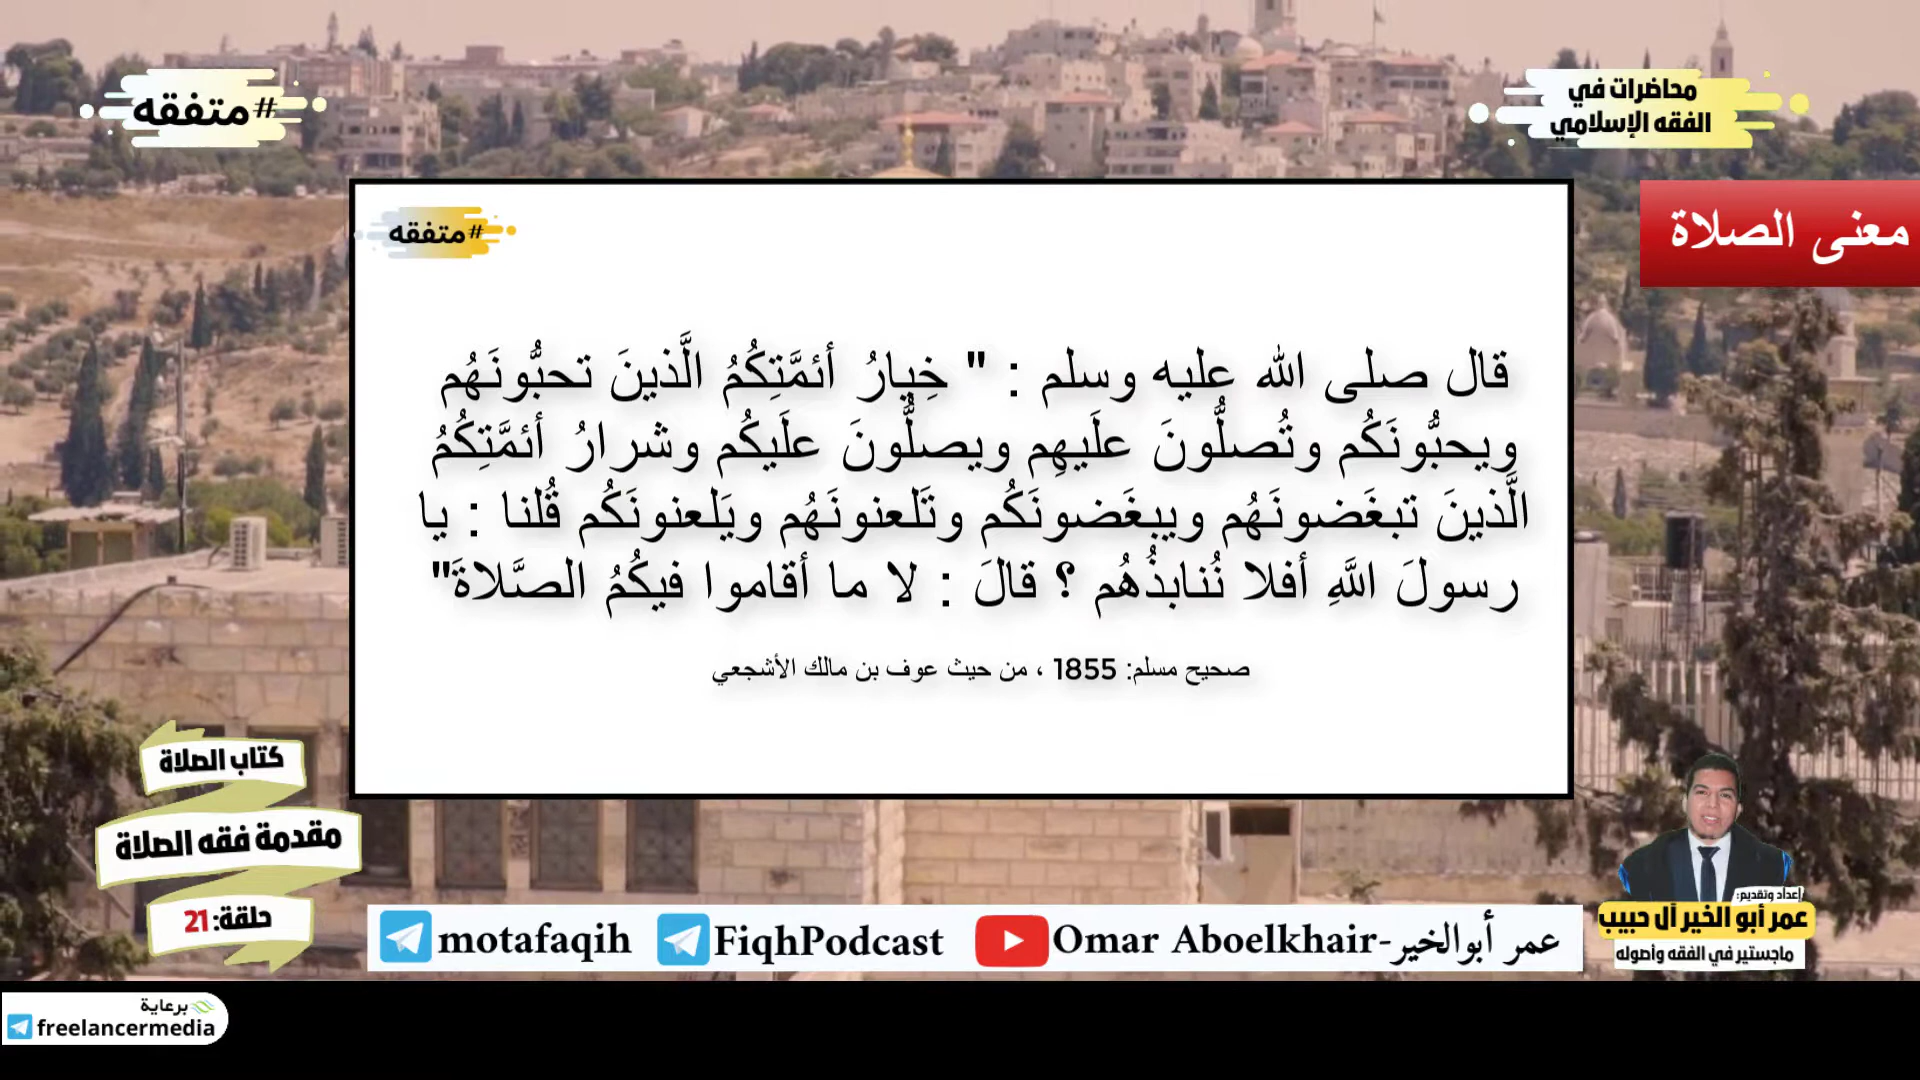 #متفقه
محاضرات في
الفقه الإسلامي
معنى الصلاة
#متفقه
قال صلى الله عليه وسلم : " خِيارُ أئمَّتِكُمُ الَّذينَ تحبُّونَهُم
ويحبُّونَكُم وتُصلُّونَ علَيهِم ويصلُّونَ علَيكُم وشرارُ أئمَّتِكُمُ
الَّذينَ تبغَضونَهُم ويبغَضونَكُم وتَلعنونَهُم ويَلعنونَكُم قُلنا : يا
رسولَ اللَّهِ أفلا نُنابذُهُم ؟ قالَ : لا ما أقاموا فيكُمُ الصَّلاةَ"
صحيح مسلم: 1855 ، من حيث عوف بن مالك الأشجعي
كتاب الصلاة
مقدمة فقه الصلاة
حلقة: 21
motafaqih
FiqhPodcast
Omar Aboelkhair-عمر أبوالخير
إعداد وتقديم:
عمر أبو الخير آل حبيب
ماجستير في الفقه وأصوله
برعاية
freelancermedia